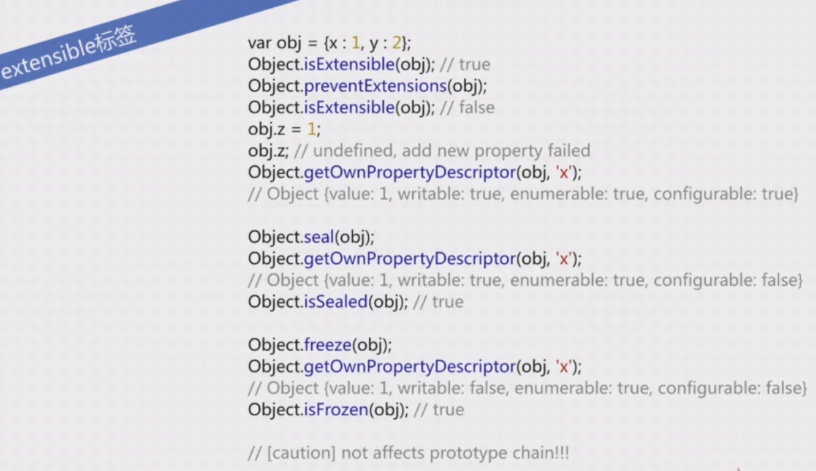 extensible标签
var obj = {x : 1, y : 2};
Object.isExtensible(obj); // true
Object.preventExtensions(obj);
Object.isExtensible(obj); // false
obj.z = 1;
obj.z; // undefined, add new property failed
Object.getOwnPropertyDescriptor(obj, 'x');
// Object {value: 1, writable: true, enumerable: true, configurable: true}
Object.seal(obj);
Object.getOwnPropertyDescriptor(obj, 'x');
// Object {value: 1, writable: true, enumerable: true, configurable: false}
Object.isSealed(obj); // true
Object.freeze(obj);
Object.getOwnPropertyDescriptor(obj, 'x');
// Object {value: 1, writable: false, enumerable: true, configurable: false}
Object.isFrozen(obj); // true
// [caution] not affects prototype chain!!!